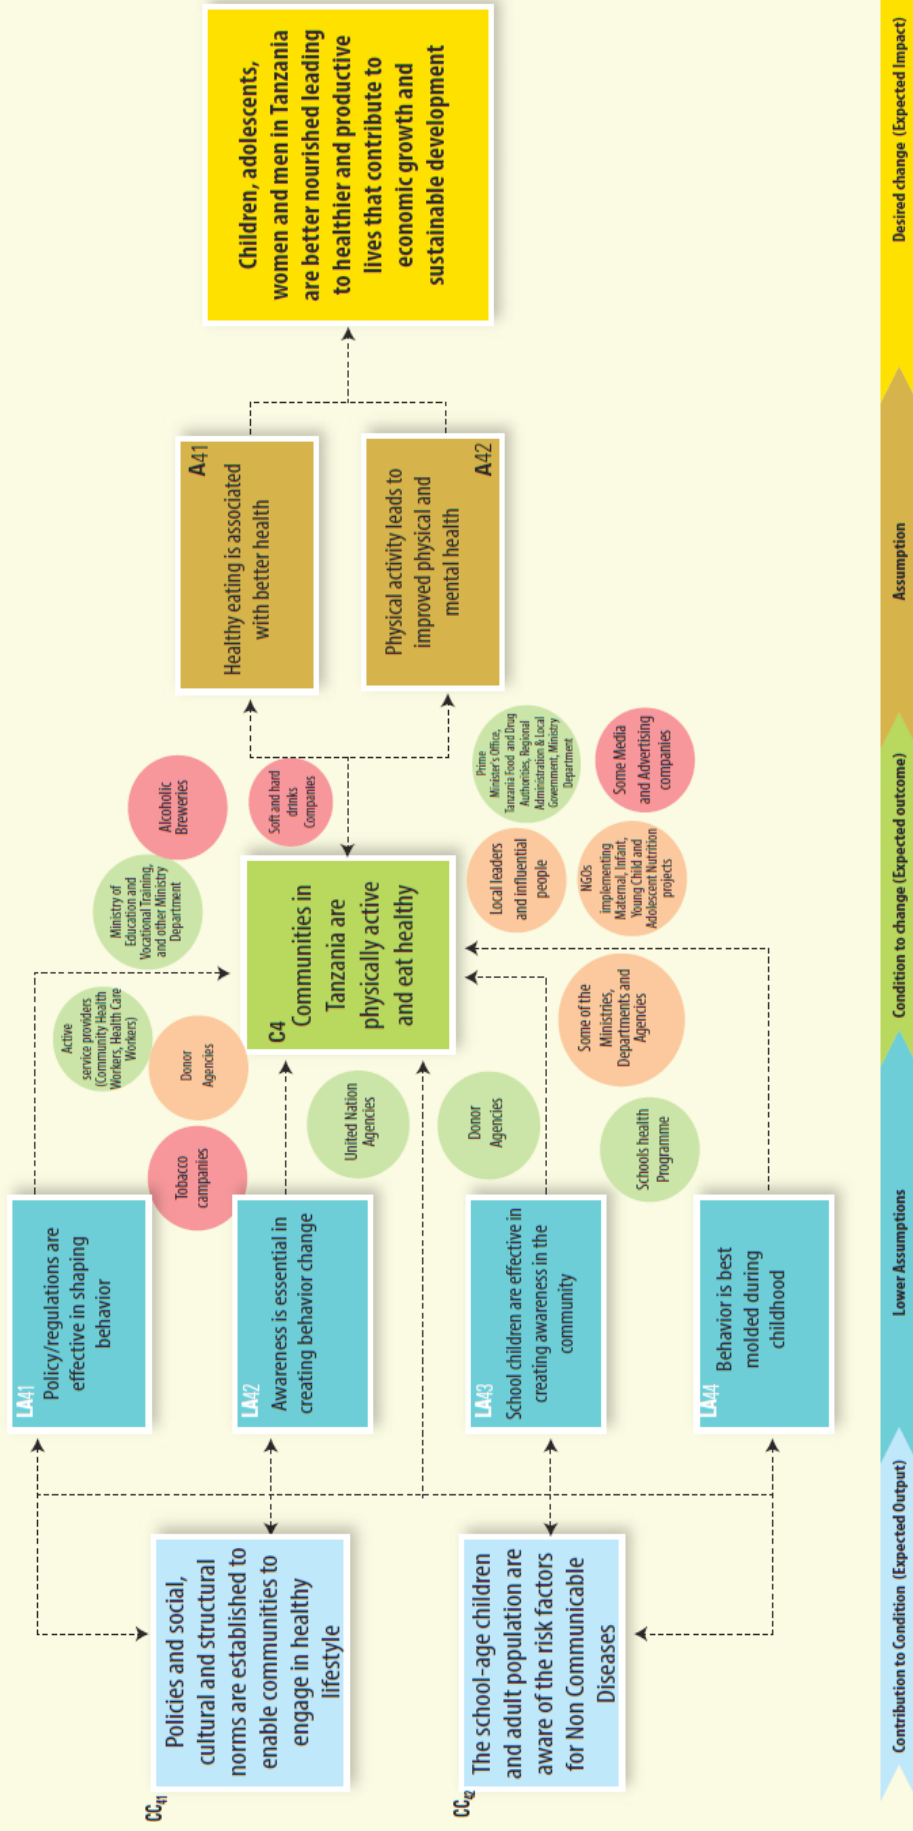 CC41
Policies and social,
cultural and structural
norms are established to
enable communities to
engage in healthy
lifestyle
CC42
The school-age children
and adult population are
aware of the risk factors
for Non Communicable
Diseases
LA41
Policy/regulations are
effective in shaping
behavior
LA42
Awareness is essential in
creating behavior change
LA43
School children are effective in
creating awareness in the
community
LA44
Behavior is best
molded during
childhood
Tobacco
campanies
Donor
Agencies
Active
service providers
(Community Health
Workers, Health Care
Workers)
Ministry of
Education and
Vocational Training,
and other Ministry
Department
Alcoholic
Breweries
Soft and hard
drinks
Companies
United Nation
Agencies
Donor
Agencies
Schools health
Programme
Some of the
Ministries,
Departments and
Agencies
Local leaders
and influential
people
NGOs
implementing
Maternal, Infant,
Young Child and
Adolescent Nutrition
projects
Prime
Minister's Office,
Tanzania Food and Drug
Authorities, Regional
Administration & Local
Government, Ministry
Department
Some Media
and Advertising
companies
C4
Communities in
Tanzania are
physically active
and eat healthy
A41
Healthy eating is associated
with better health
Physical activity leads to
improved physical and
mental health
A42
Children, adolescents,
women and men in Tanzania
are better nourished leading
to healthier and productive
lives that contribute to
economic growth and
sustainable development
Contribution to Condition (Expected Output)
Lower Assumptions
Condition to change (Expected outcome)
Assumption
Desired change (Expected Impact)